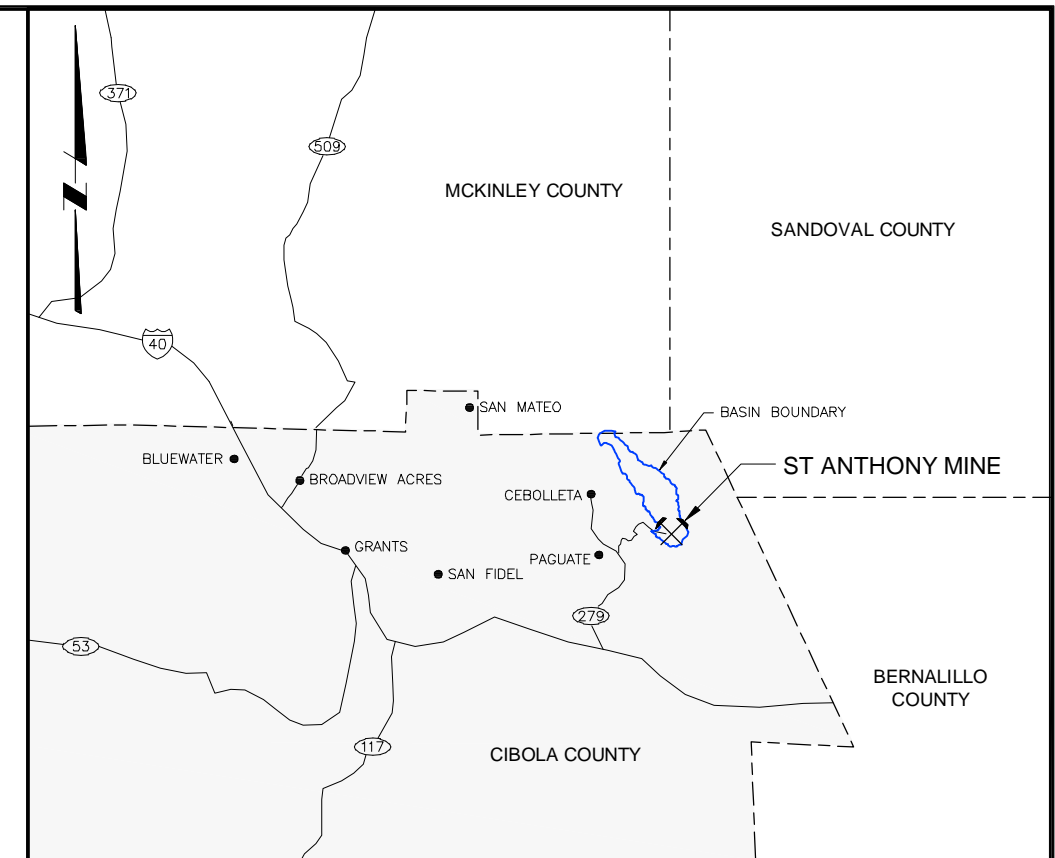 371
509
MCKINLEY COUNTY
SANDOVAL COUNTY
N
40
SAN MATEO
BASIN BOUNDARY
BLUEWATER
ST ANTHONY MINE
BROADVIEW ACRES
CEBOLLETA
GRANTS
PAGUATE
SAN FIDEL
279
53
BERNALILLO
COUNTY
117
CIBOLA COUNTY